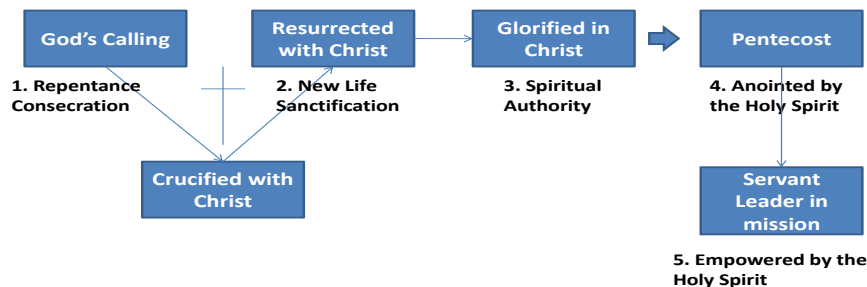 God's Calling
Resurrected
with Christ
Glorified in
Christ
Pentecost
1. Repentance
Consecration
2. New Life
Sanctification
3. Spiritual
Authority
4. Anointed by
the Holy Spirit
Crucified with
Christ
Servant
Leader in
mission
5. Empowered by the
Holy Spirit